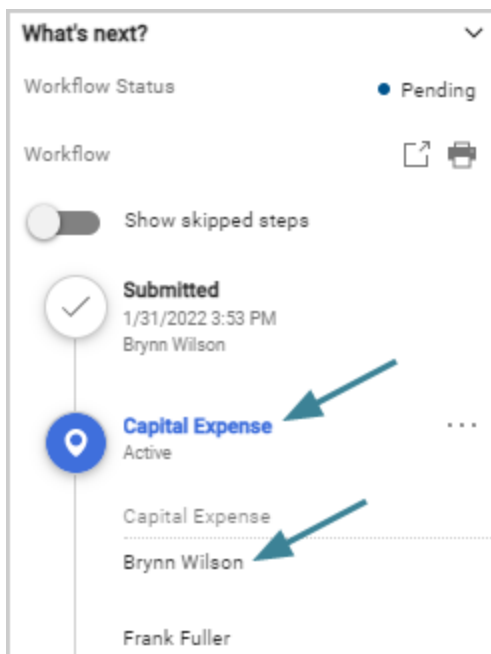 What's next?
Workflow Status
Pending
Workflow
Show skipped steps
Submitted
1/31/2022 3:53 PM
Brynn Wilson
Capital Expense
Active
Capital Expense
Brynn Wilson
Frank Fuller